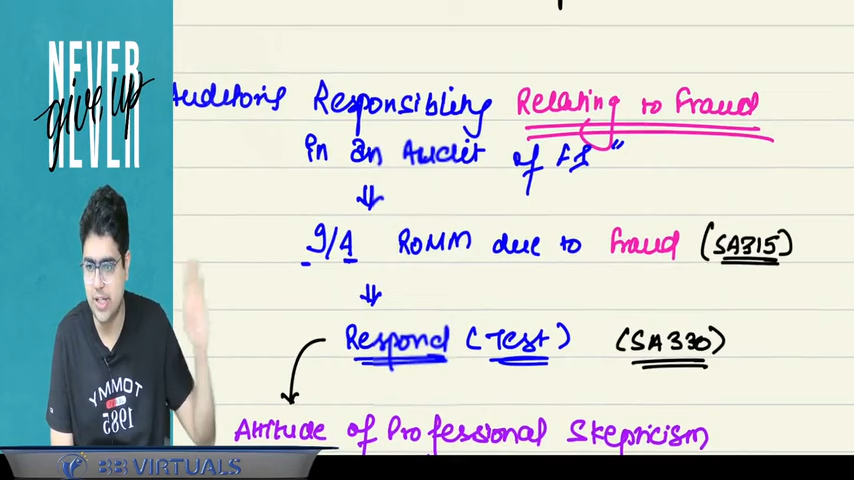 NEVER
give up
NEVER
Auditor's Responsibility Relating to Fraud
in an Audit of FS"
I/A ROMM due to Fraud (SA315)
Respond (Test) (SA330)
Attitude of Professional Skepticism
YMMOT
1985
BB VIRTUALS